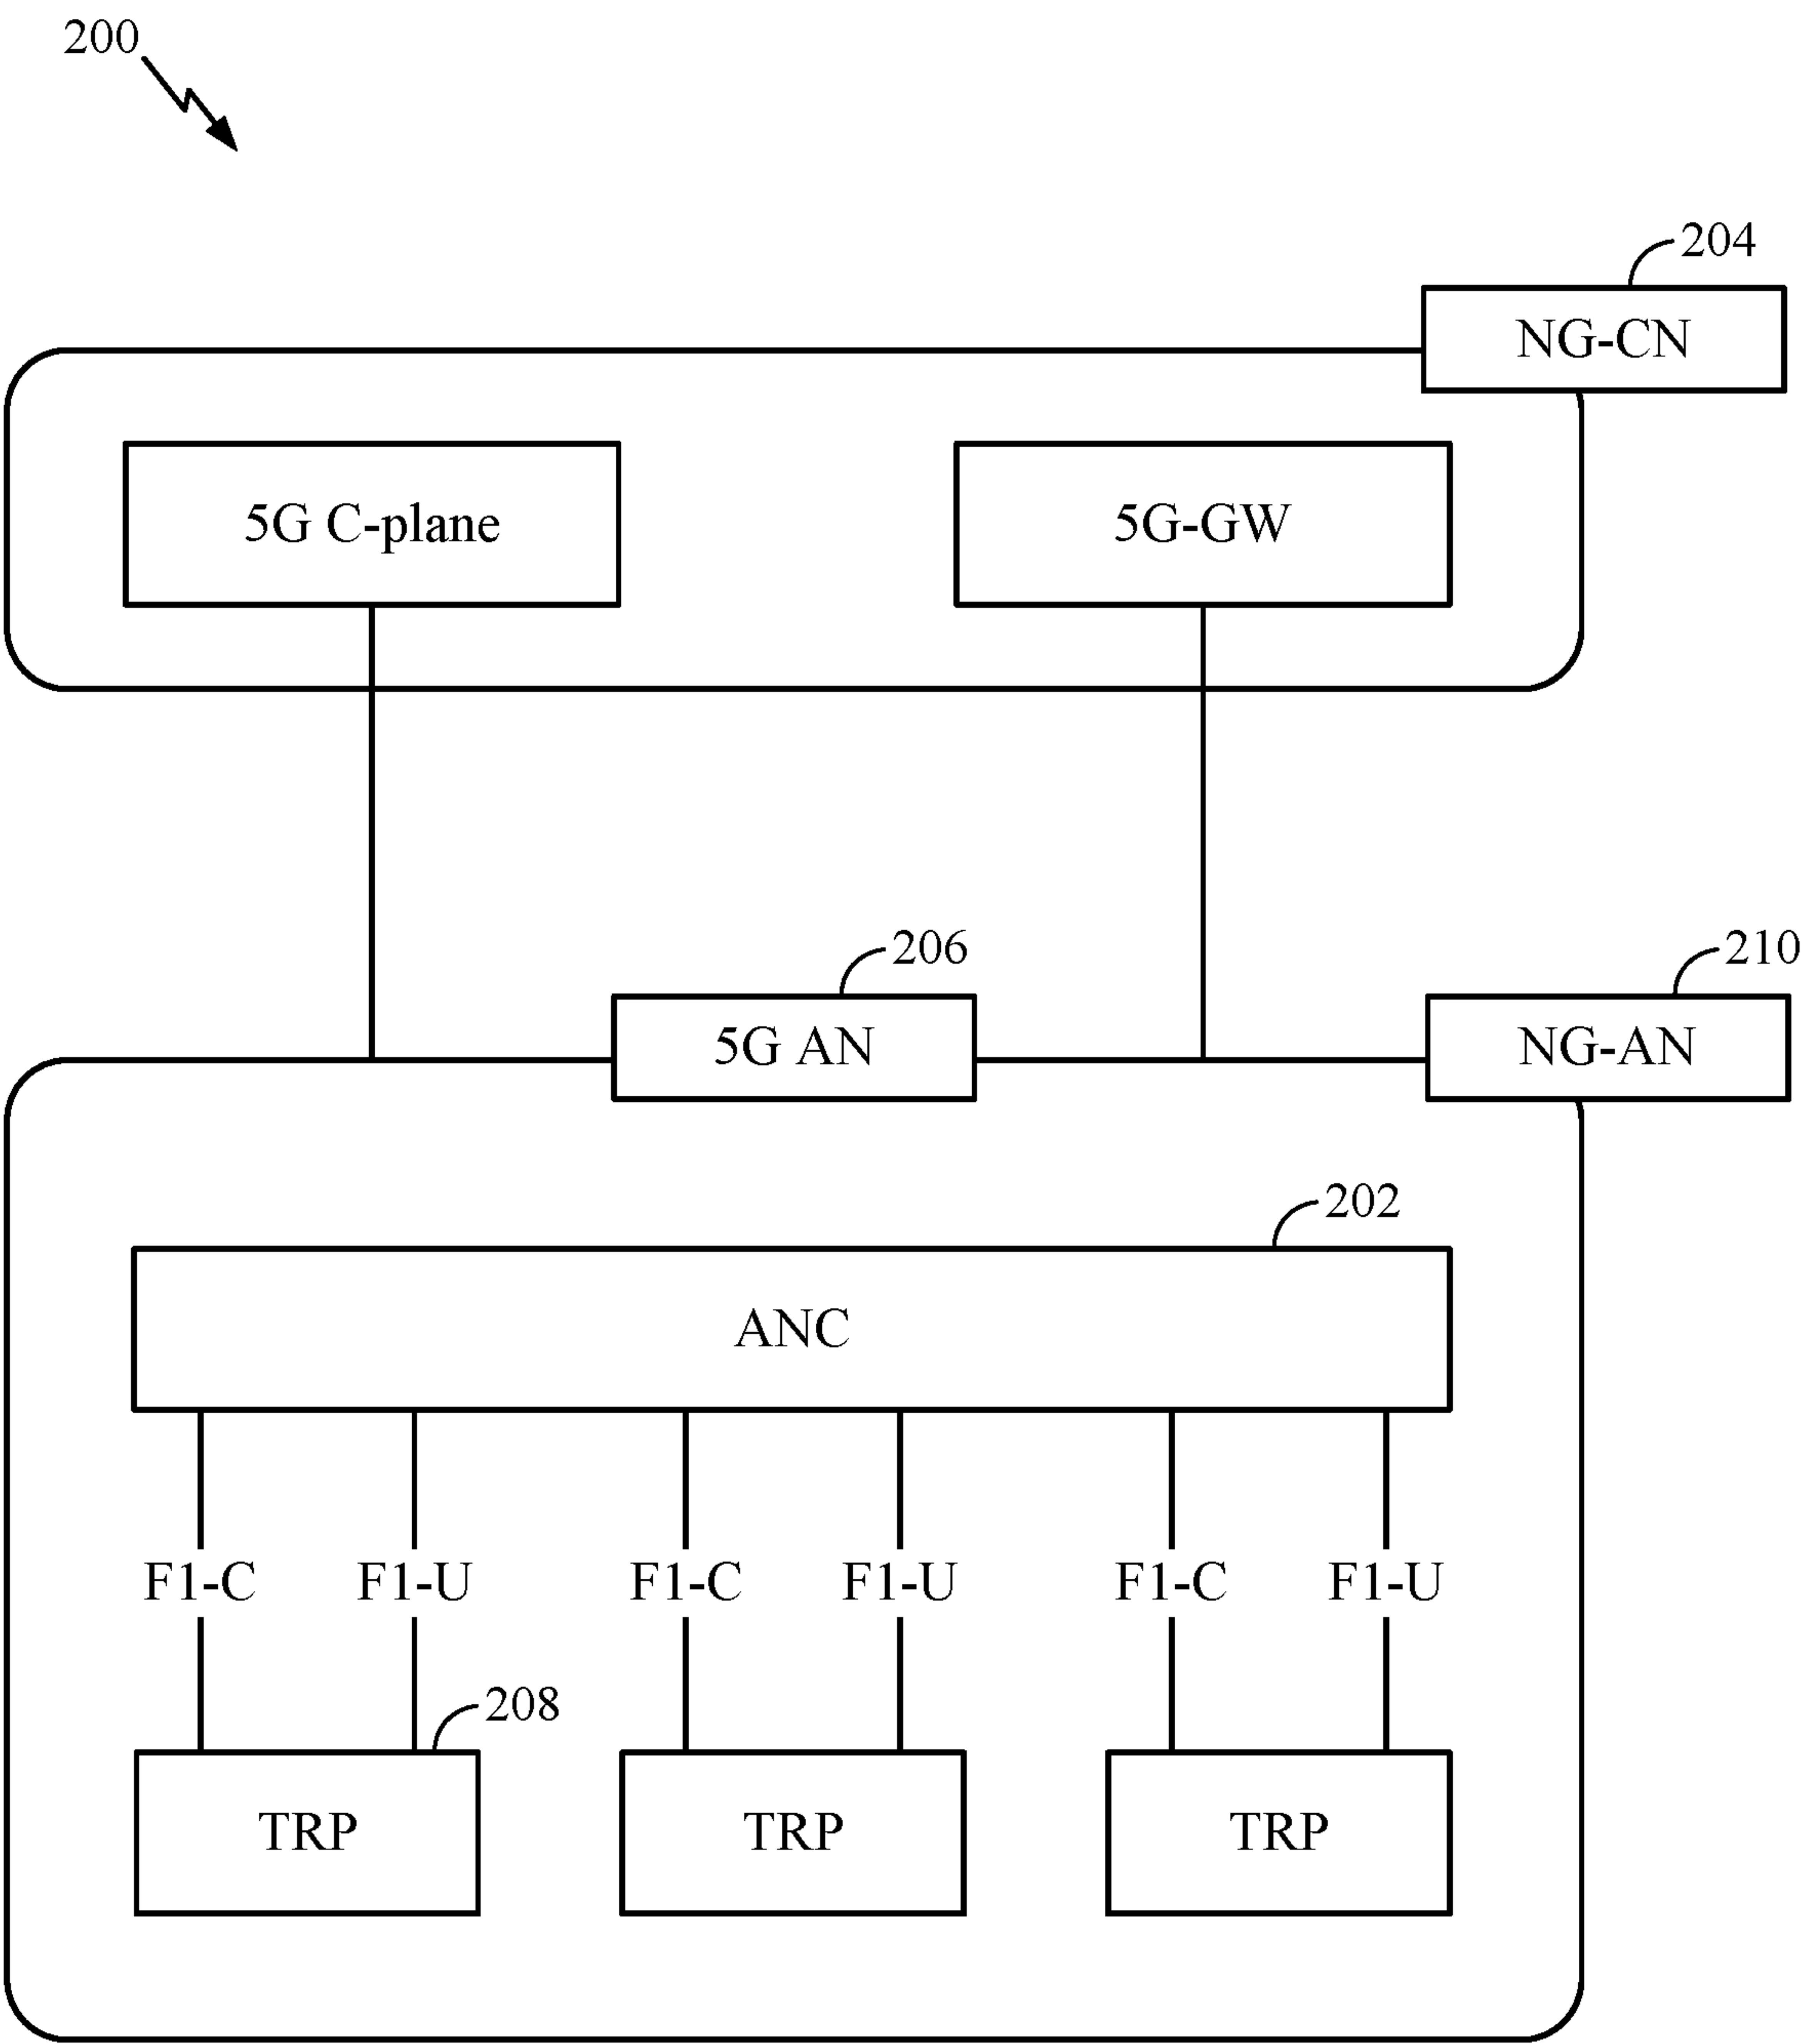 200
204
NG-CN
5G C-plane
5G-GW
206
210
5G AN
NG-AN
202
ANC
F1-C
F1-U
F1-C
F1-U
F1-C
F1-U
208
TRP
TRP
TRP